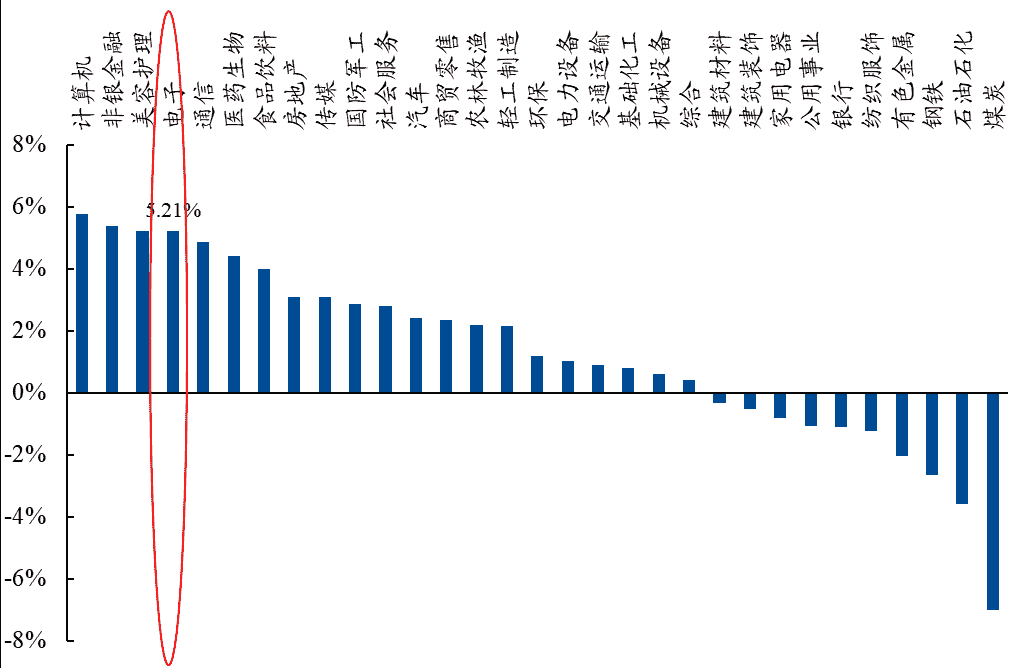 计算机
非银金融
美容护理
电子
通信
医药生物
食品饮料
房地产
传媒
国防军工
社会服务
汽车
商贸零售
农林牧渔
轻工制造
环保
电力设备
交通运输
基础化工
机械设备
综合
建筑材料
建筑装饰
家用电器
公用事业
银行
纺织服饰
有色金属
钢铁
石油石化
煤炭
8%
6%
5.21%
4%
2%
0%
-2%
-4%
-6%
-8%